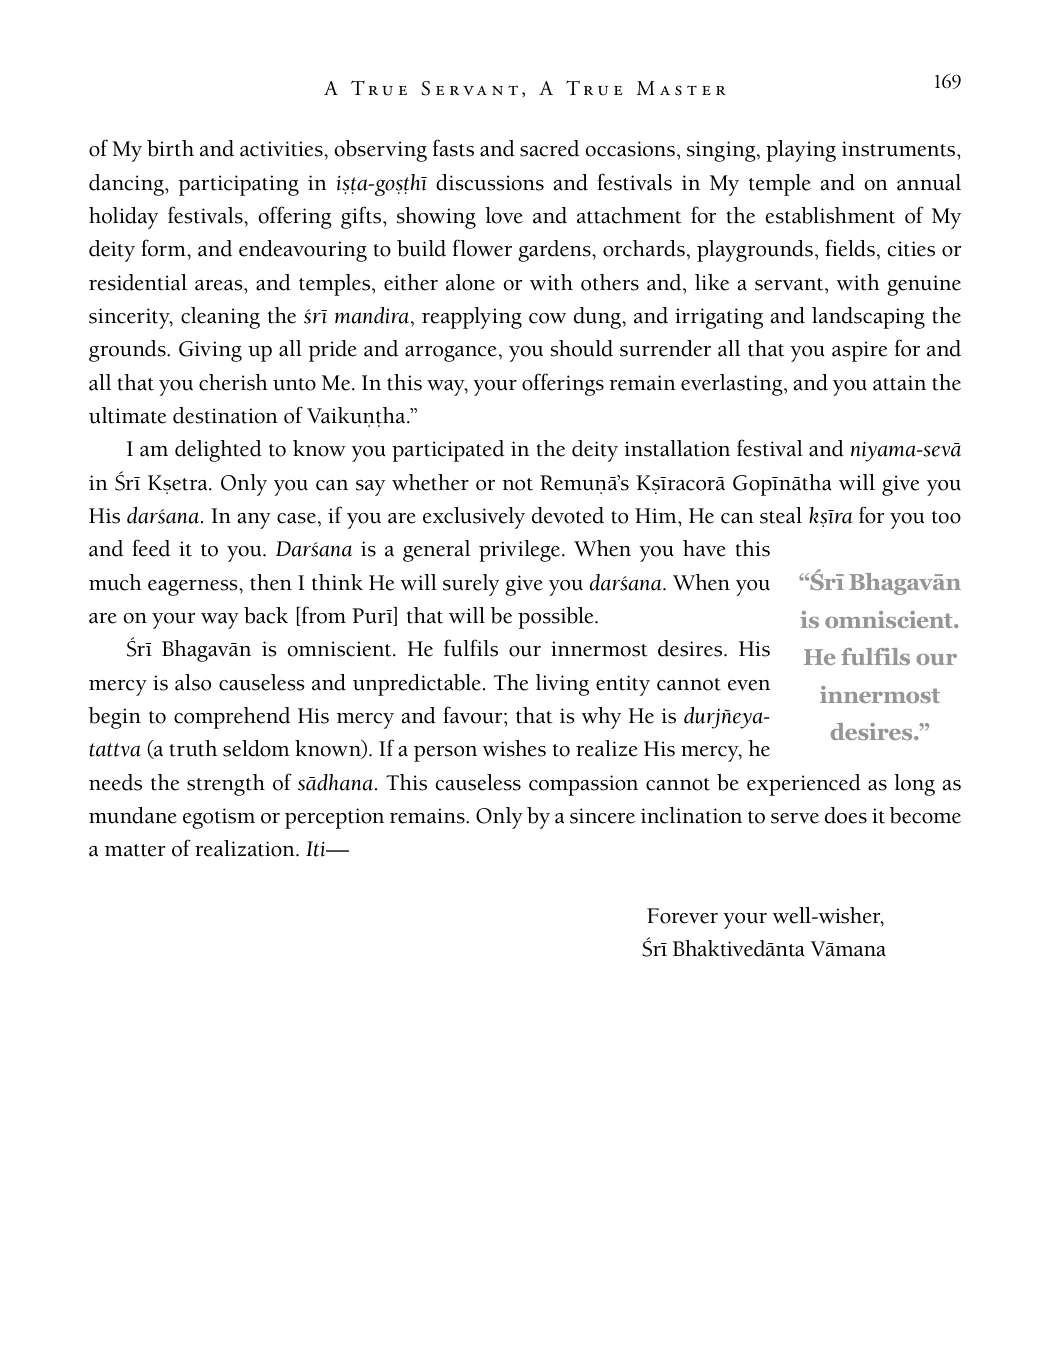 A True Servant, A True Master
169
of My birth and activities, observing fasts and sacred occasions, singing, playing instruments,
dancing, participating in iṣṭa-goṣṭhī discussions and festivals in My temple and on annual
holiday festivals, offering gifts, showing love and attachment for the establishment of My
deity form, and endeavouring to build flower gardens, orchards, playgrounds, fields, cities or
residential areas, and temples, either alone or with others and, like a servant, with genuine
sincerity, cleaning the śrī mandira, reapplying cow dung, and irrigating and landscaping the
grounds. Giving up all pride and arrogance, you should surrender all that you aspire for and
all that you cherish unto Me. In this way, your offerings remain everlasting, and you attain the
ultimate destination of Vaikuṇṭha.”
I am delighted to know you participated in the deity installation festival and niyama-sevā
in Śrī Kṣetra. Only you can say whether or not Remuṇā’s Kṣīracorā Gopīnātha will give you
His darśana. In any case, if you are exclusively devoted to Him, He can steal kṣīra for you too
and feed it to you. Darśana is a general privilege. When you have this
much eagerness, then I think He will surely give you darśana. When you
are on your way back [from Purī] that will be possible.
Śrī Bhagavān is omniscient. He fulfils our innermost desires. His
mercy is also causeless and unpredictable. The living entity cannot even
begin to comprehend His mercy and favour; that is why He is durjñeya-
tattva (a truth seldom known). If a person wishes to realize His mercy, he
needs the strength of sādhana. This causeless compassion cannot be experienced as long as
mundane egotism or perception remains. Only by a sincere inclination to serve does it become
a matter of realization. Iti—
“Śrī Bhagavān
is omniscient.
He fulfils our
innermost
desires.”
Forever your well-wisher,
Śrī Bhaktivedānta Vāmana